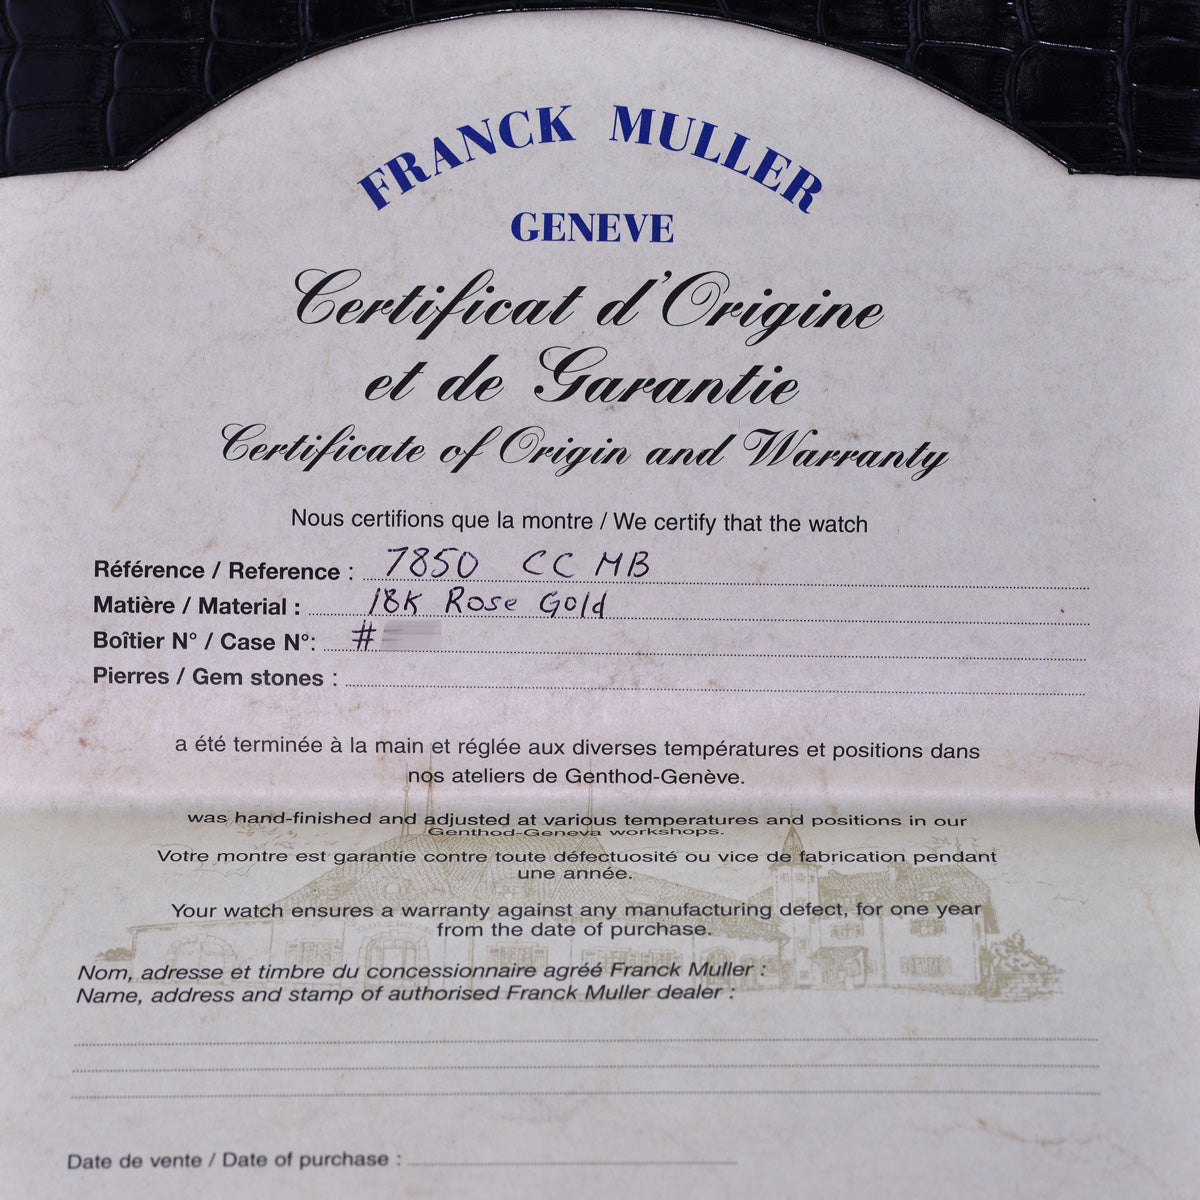 FRANCK MULLER
GENEVE
Certificat d'Origine
et de Garantie
Certificate of Origin and Warranty
Nous certifions que la montre / We certify that the watch
Référence / Reference : 7850 CC MB
Matière / Material : 18K Rose Gold
Boîtier N° / Case N°: #
Pierres / Gem stones :
a été terminée à la main et réglée aux diverses températures et positions dans
nos ateliers de Genthod-Genève.
was hand-finished and adjusted at various temperatures and positions in our
Genthod-Geneva workshops.
Votre montre est garantie contre toute défectuosité ou vice de fabrication pendant
une année.
Your watch ensures a warranty against any manufacturing defect, for one year
from the date of purchase.
Nom, adresse et timbre du concessionnaire agréé Franck Muller :
Name, address and stamp of authorised Franck Muller dealer :
Date de vente / Date of purchase :